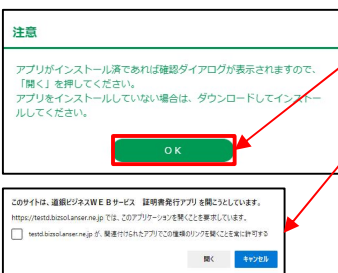 注意
アプリがインストール済であれば確認ダイアログが表示されますので、
「開く」を押してください。
アプリをインストールしていない場合は、ダウンロードしてインストー
ルしてください。
OK
このサイトは、道銀ビジネスＷＥＢサービス 証明書発行アプリ を開こうとしています。
https://testd.bizsol.anser.ne.jp では、このアプリケーションを開くことを要求しています。
testd.bizsol.anser.ne.jp が、関連付けられたアプリでこの種類のリンクを開くことを常に許可する
開く キャンセル